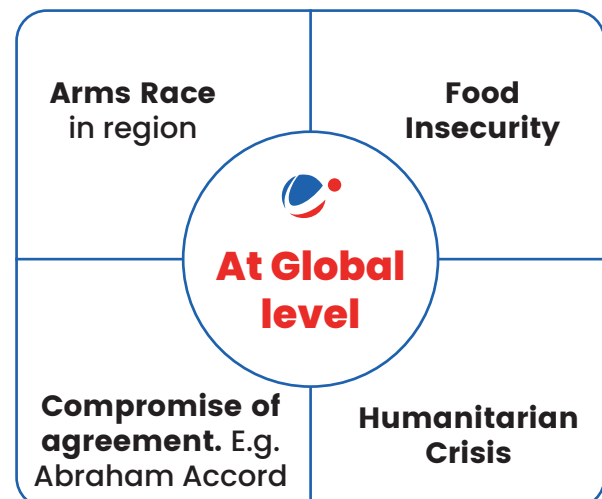 Arms Race
in region
Food
Insecurity
At Global
level
Compromise of
agreement. E.g.
Abraham Accord
Humanitarian
Crisis